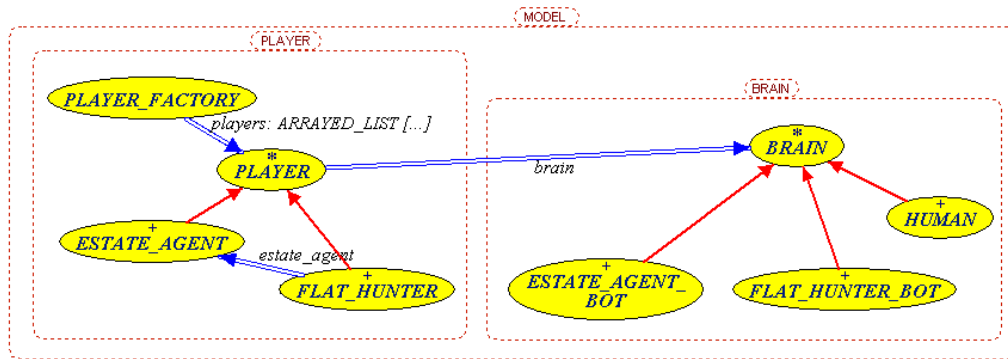 MODEL
PLAYER
BRAIN
PLAYER_FACTORY
players: ARRAYED_LIST [...]
*
PLAYER
brain
*
BRAIN
+
ESTATE_AGENT
estate_agent
+
FLAT_HUNTER
+
HUMAN
+
ESTATE_AGENT_
BOT
+
FLAT_HUNTER_BOT